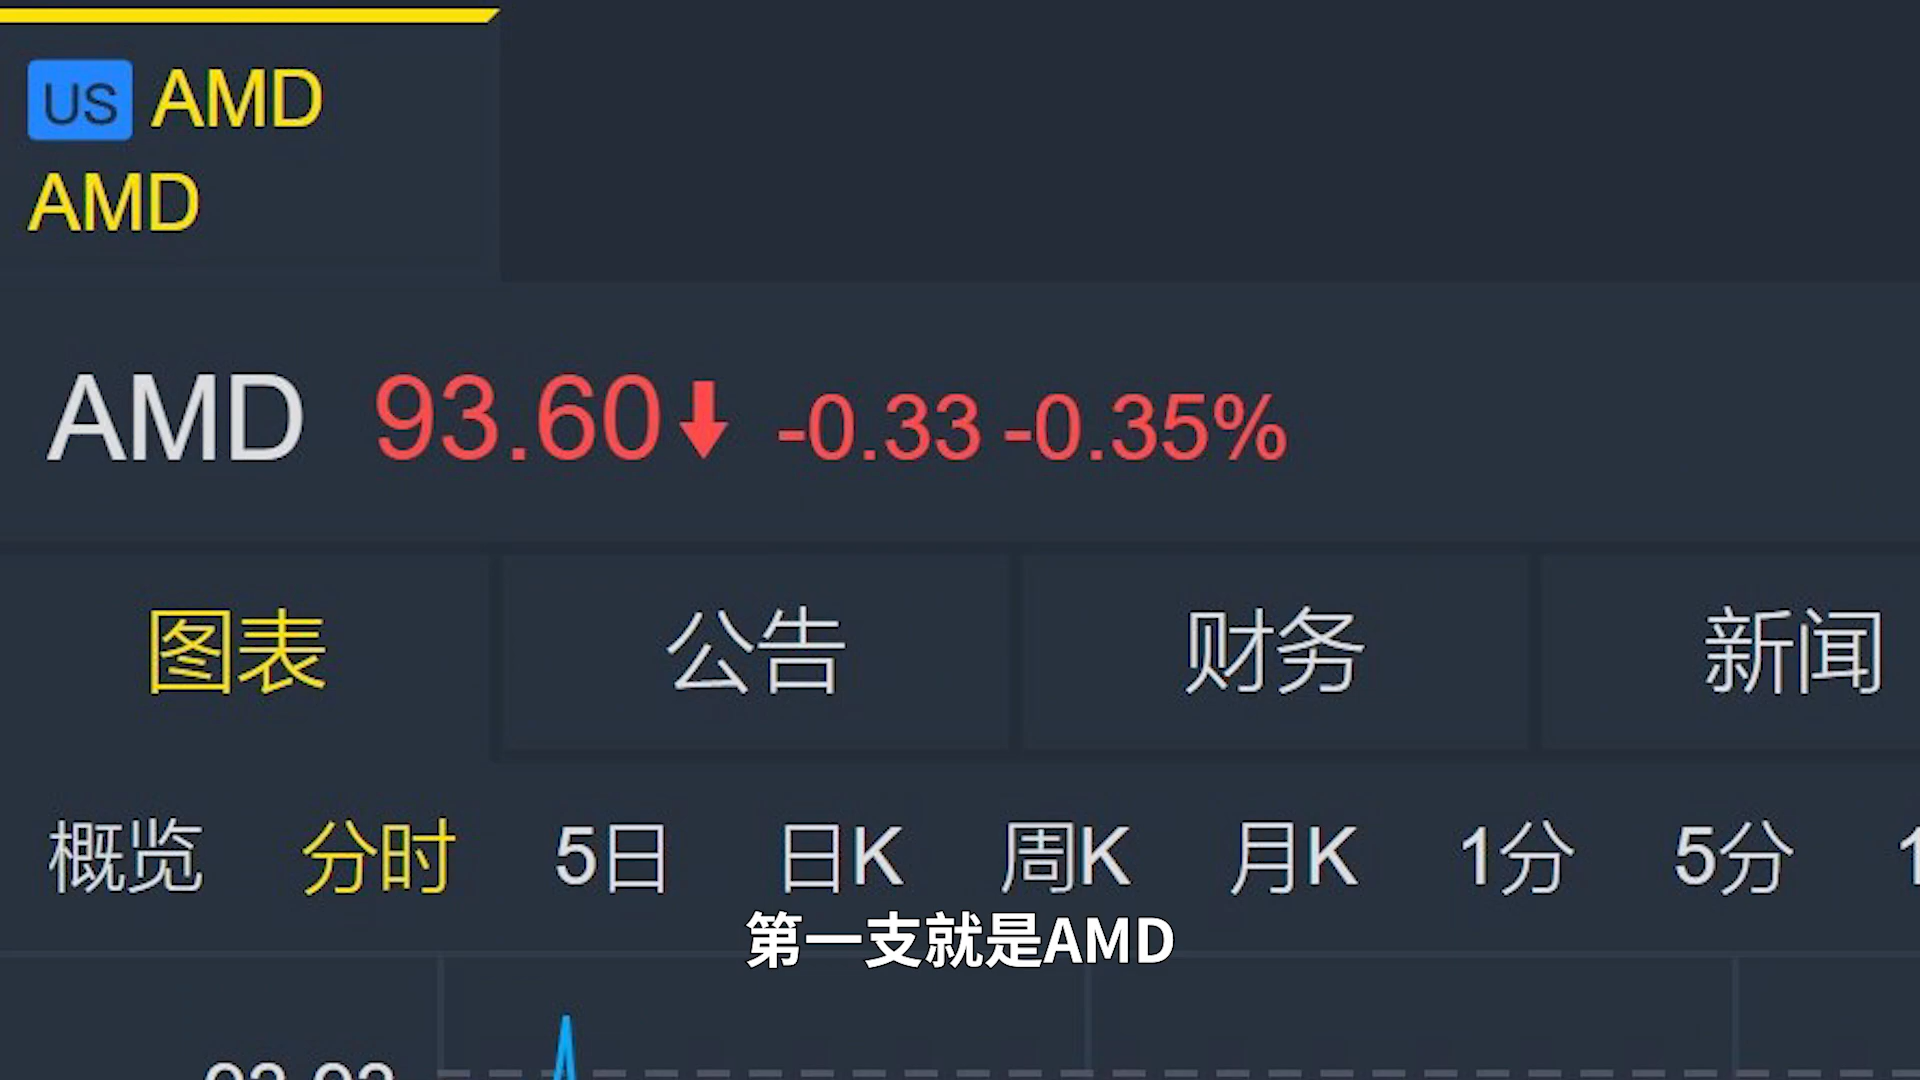 US AMD
AMD
AMD 93.60↓ -0.33 -0.35%
图表 公告 财务 新闻
概览 分时 5日 日K 周K 月K 1分 5分
第一支就是AMD